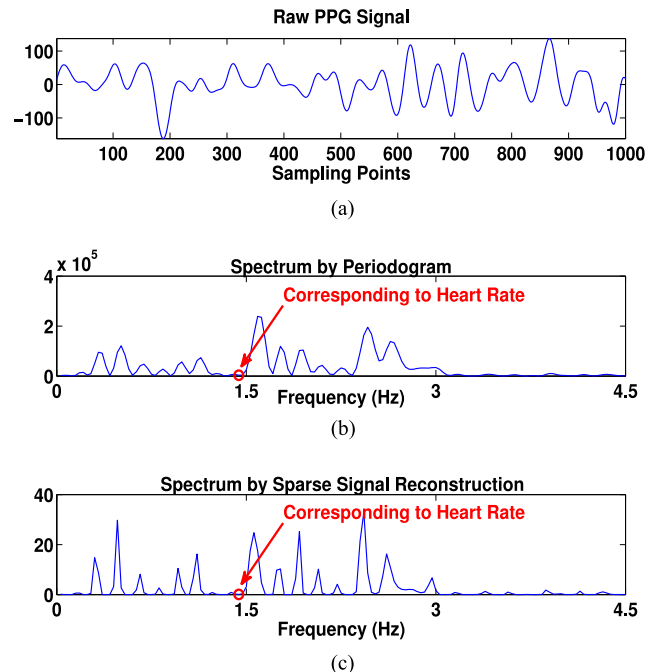 Raw PPG Signal
100
0
−100
100 200 300 400 500 600 700 800 900 1000
Sampling Points
(a)
x 10^5
Spectrum by Periodogram
Corresponding to Heart Rate
4
2
0
0 1.5 3 4.5
Frequency (Hz)
(b)
Spectrum by Sparse Signal Reconstruction
Corresponding to Heart Rate
40
20
0
0 1.5 3 4.5
Frequency (Hz)
(c)